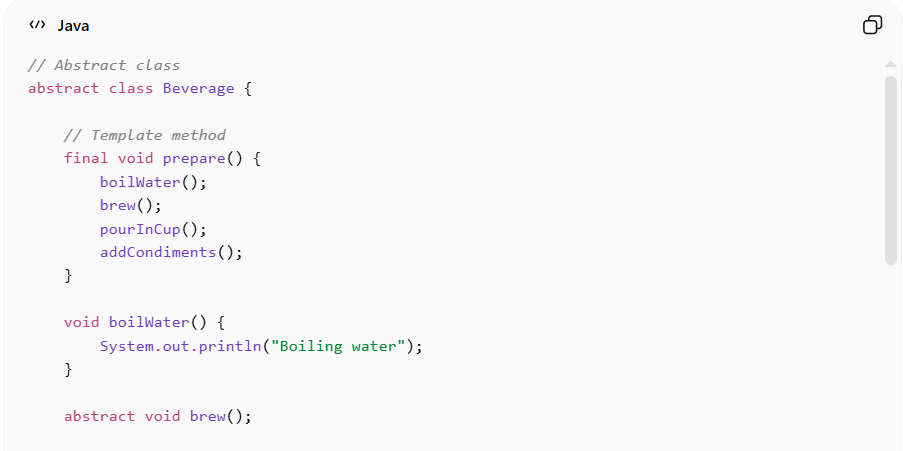 </> Java
// Abstract class
abstract class Beverage {
// Template method
final void prepare() {
boilWater();
brew();
pourInCup();
addCondiments();
}
void boilWater() {
System.out.println("Boiling water");
}
abstract void brew();